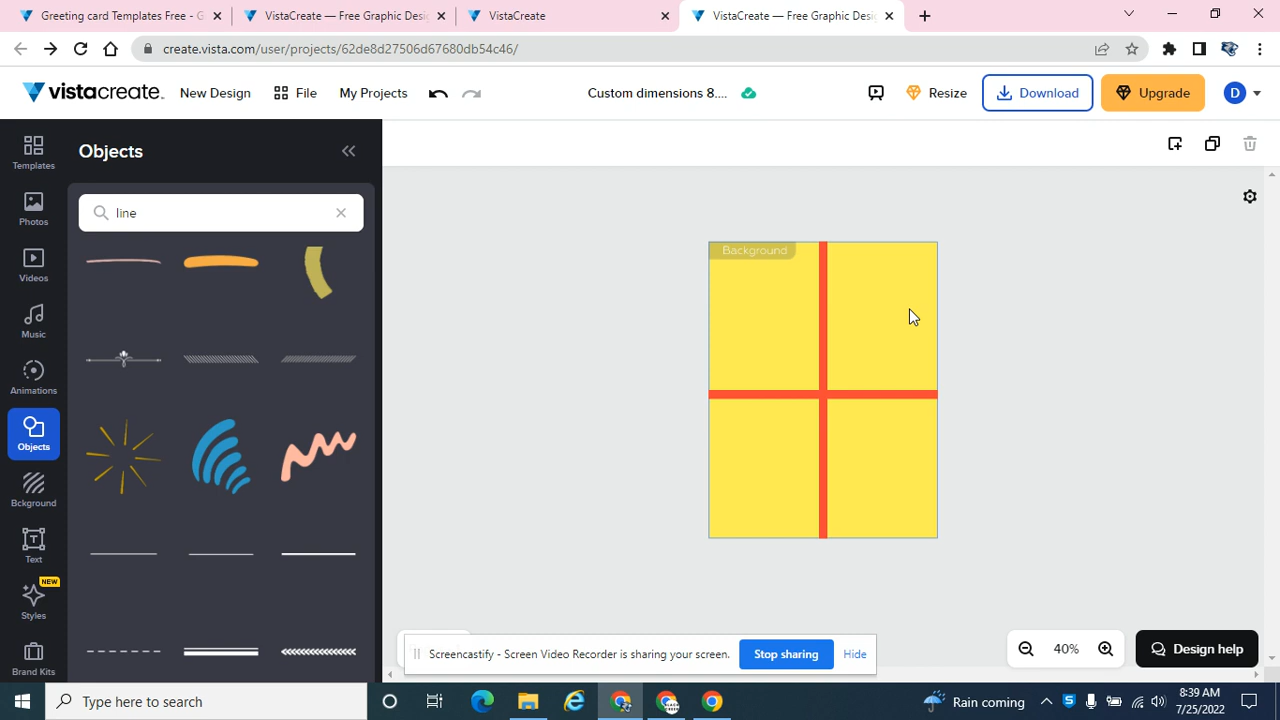 Greeting card Templates Free - G
VistaCreate — Free Graphic Desi
VistaCreate
VistaCreate — Free Graphic Desi
create.vista.com/user/projects/62de8d27506d67680db54c46/
vistacreate.
New Design
File
My Projects
Custom dimensions 8....
Resize
Download
Upgrade
D
Templates
Photos
Videos
Music
Animations
Objects
Bckground
Text
NEW
Styles
Brand Kits
Objects
line
Background
Screencastify - Screen Video Recorder is sharing your screen.
Stop sharing
Hide
40%
Design help
Type here to search
Rain coming
8:39 AM
7/25/2022